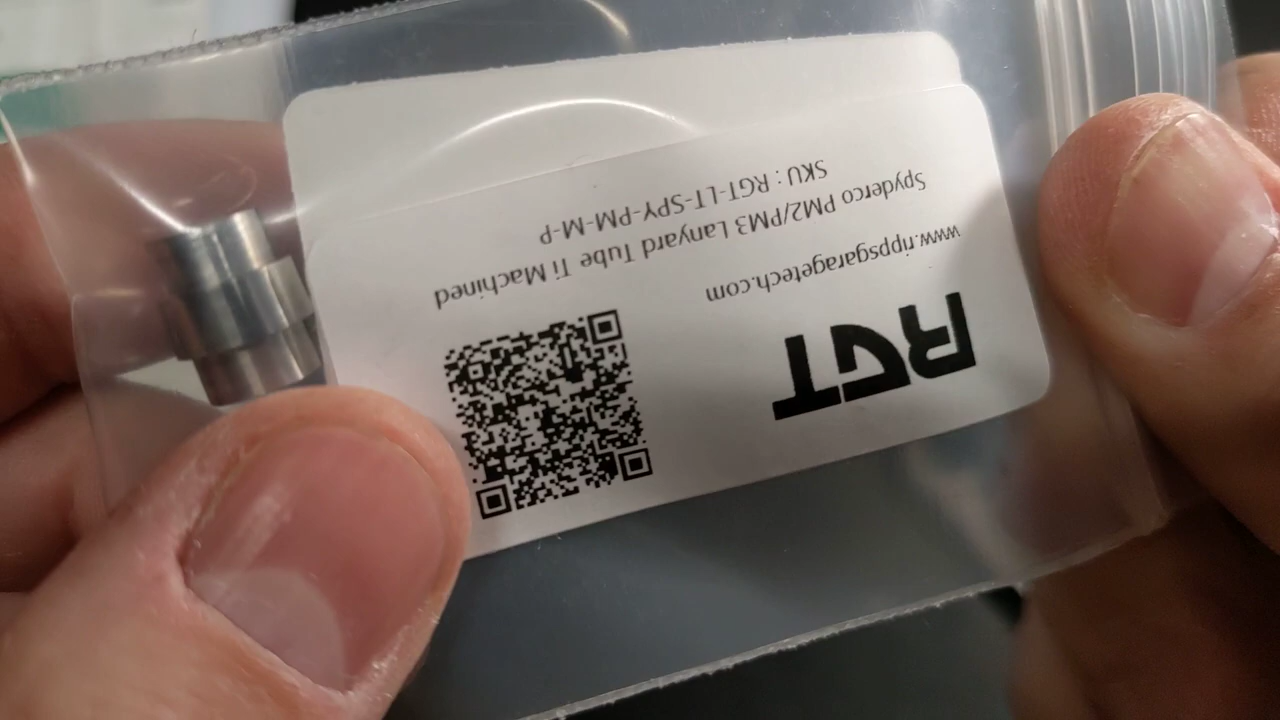 RGT
www.rippsgaragetech.com
Spyderco PM2/PM3 Lanyard Tube Ti Machined
SKU : RGT-LT-SPY-PM-M-P